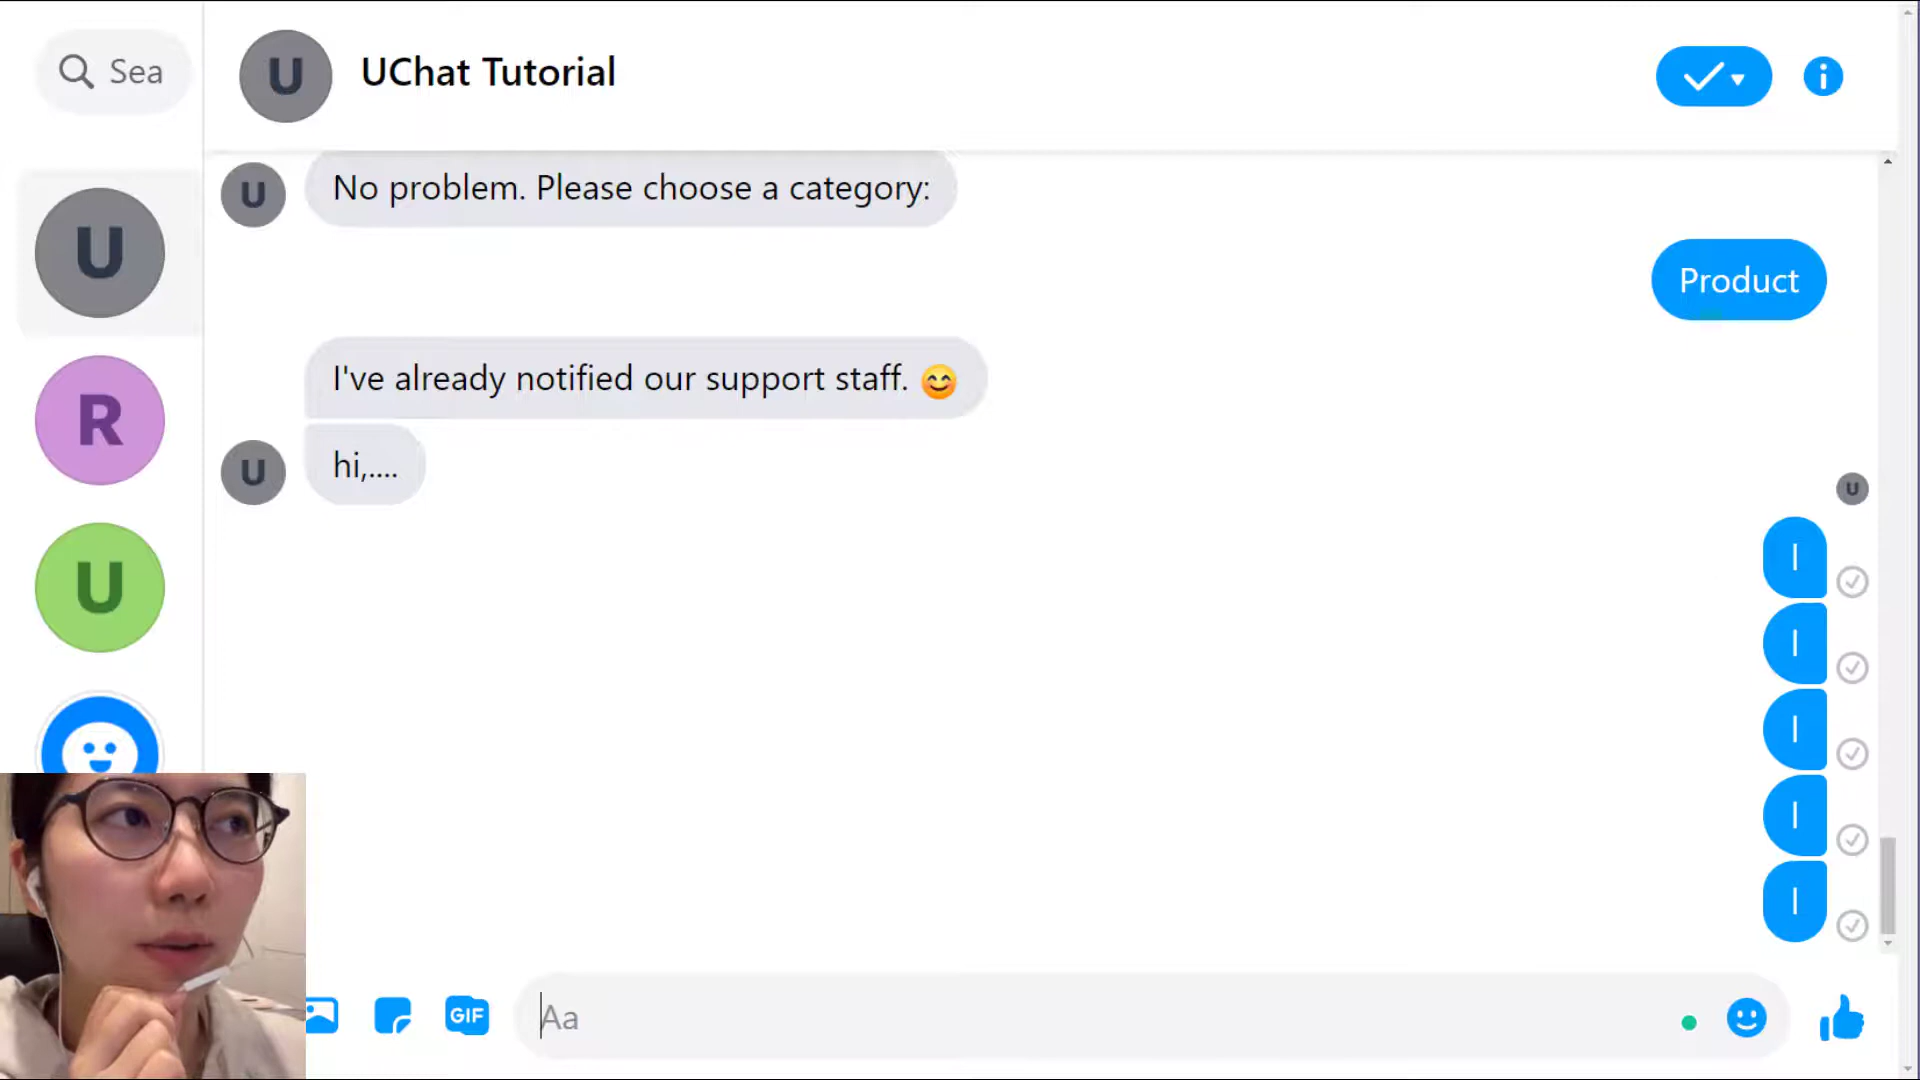 Sea
U
UChat Tutorial
U
No problem. Please choose a category:
U
Product
I've already notified our support staff. 😊
R
U
hi,....
U
l
U
l
l
l
l
GIF
Aa